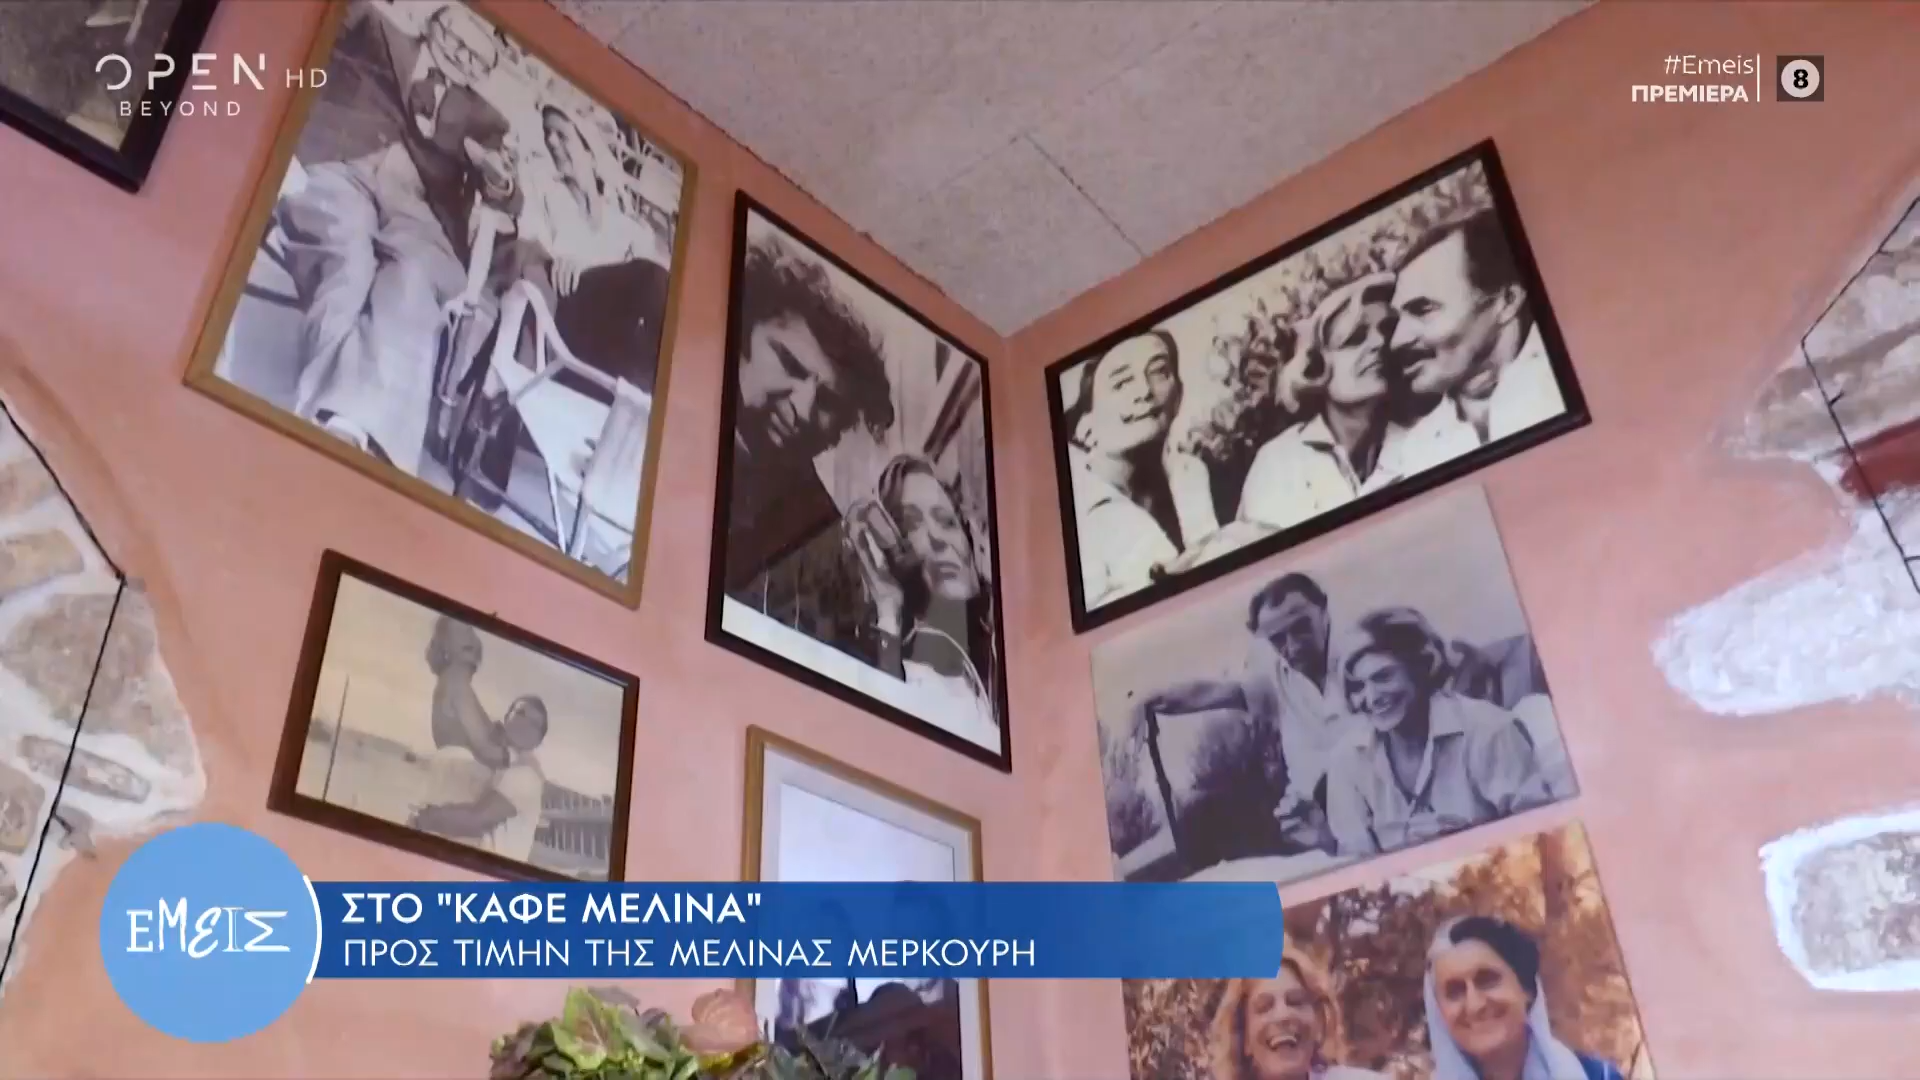 OPEN HD
BEYOND
#Emeis
ΠΡΕΜΙΕΡΑ
8
ΕΜΕΙΣ
ΣΤΟ "ΚΑΦΕ ΜΕΛΙΝΑ"
ΠΡΟΣ ΤΙΜΗΝ ΤΗΣ ΜΕΛΙΝΑΣ ΜΕΡΚΟΥΡΗ